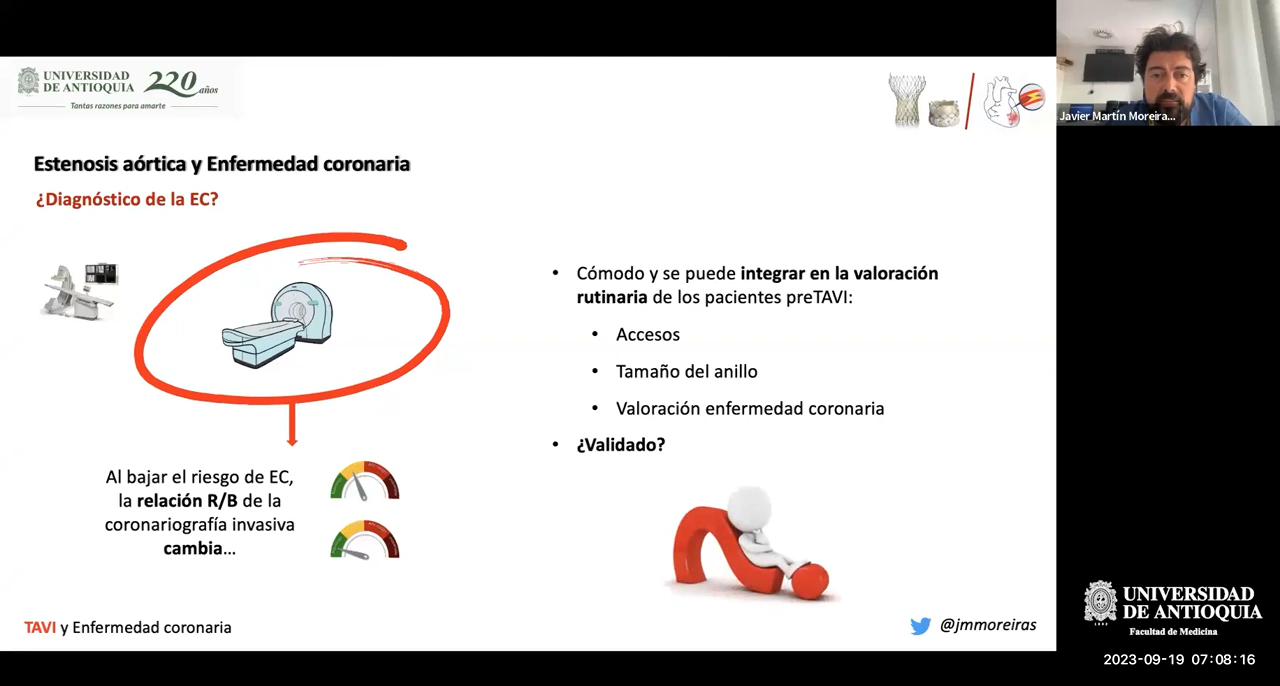 UNIVERSIDAD
DE ANTIOQUIA
220 años
Tantas razones para amarte
Estenosis aórtica y Enfermedad coronaria
¿Diagnóstico de la EC?
Al bajar el riesgo de EC,
la relación R/B de la
coronariografía invasiva
cambia…
• Cómodo y se puede integrar en la valoración
rutinaria de los pacientes preTAVI:
• Accesos
• Tamaño del anillo
• Valoración enfermedad coronaria
• ¿Validado?
TAVI y Enfermedad coronaria
@jmmoreiras
Javier Martín Moreira...
UNIVERSIDAD
DE ANTIOQUIA
1803
Facultad de Medicina
2023-09-19 07:08:16